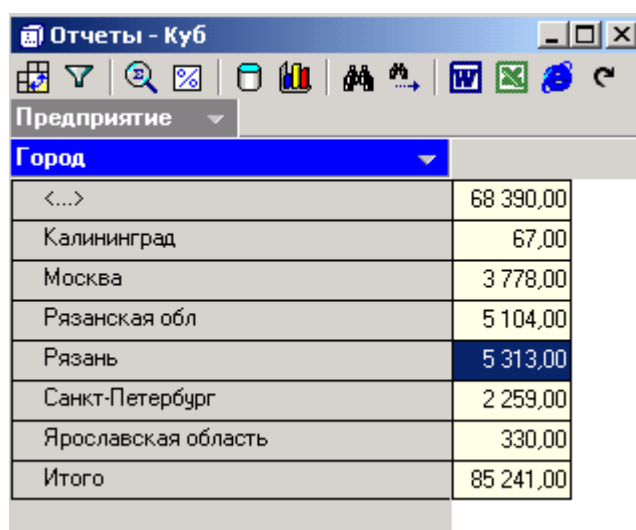 Отчеты - Куб
Предприятие
Город
<...> 68 390,00
Калининград 67,00
Москва 3 778,00
Рязанская обл 5 104,00
Рязань 5 313,00
Санкт-Петербург 2 259,00
Ярославская область 330,00
Итого 85 241,00